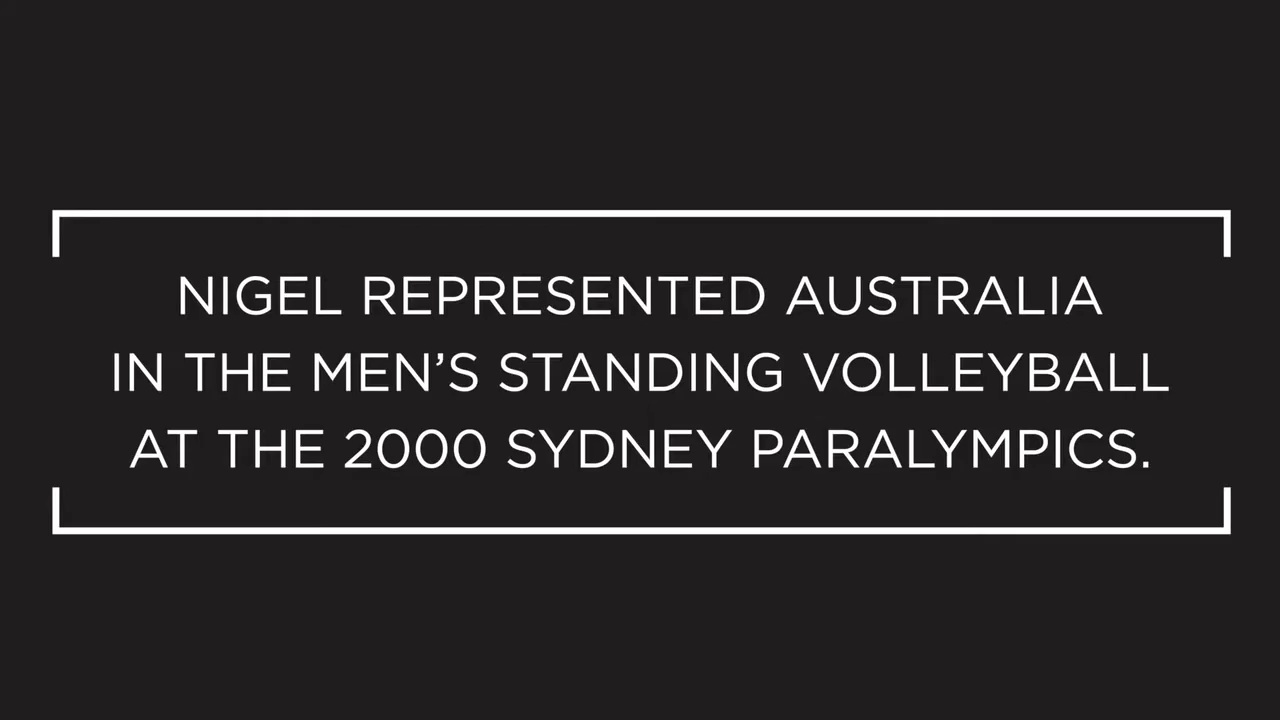 NIGEL REPRESENTED AUSTRALIA
IN THE MEN’S STANDING VOLLEYBALL
AT THE 2000 SYDNEY PARALYMPICS.